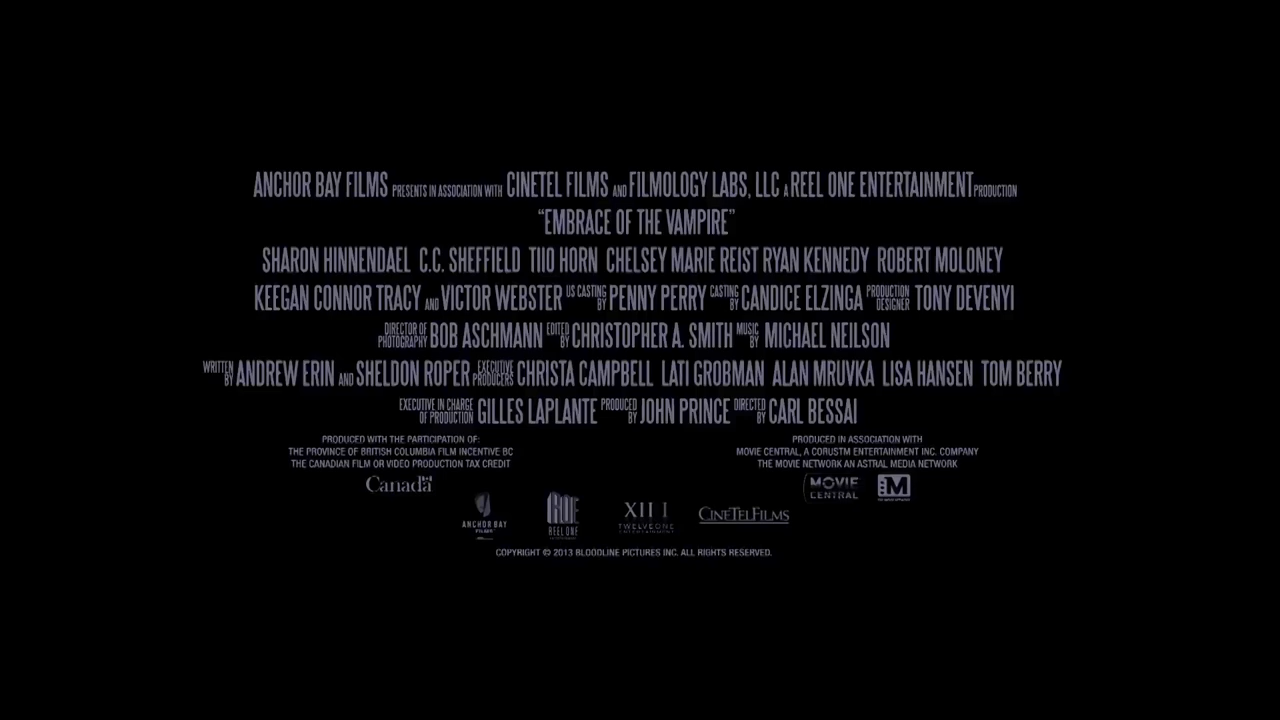 ANCHOR BAY FILMS PRESENTS IN ASSOCIATION WITH CINETEL FILMS AND FILMOLOGY LABS, LLC A REEL ONE ENTERTAINMENT PRODUCTION
“EMBRACE OF THE VAMPIRE”
SHARON HINNENDAEL C.C. SHEFFIELD TIIO HORN CHELSEY MARIE REIST RYAN KENNEDY ROBERT MOLONEY
KEEGAN CONNOR TRACY AND VICTOR WEBSTER US CASTING BY PENNY PERRY CASTING BY CANDICE ELZINGA PRODUCTION DESIGNER TONY DEVENYI
DIRECTOR OF PHOTOGRAPHY BOB ASCHMANN EDITED BY CHRISTOPHER A. SMITH MUSIC BY MICHAEL NEILSON
WRITTEN BY ANDREW ERIN AND SHELDON ROPER EXECUTIVE PRODUCERS CHRISTA CAMPBELL LATI GROBMAN ALAN MRUVKA LISA HANSEN TOM BERRY
EXECUTIVE IN CHARGE OF PRODUCTION GILLES LAPLANTE PRODUCED BY JOHN PRINCE DIRECTED BY CARL BESSAI
PRODUCED WITH THE PARTICIPATION OF:
THE PROVINCE OF BRITISH COLUMBIA FILM INCENTIVE BC
THE CANADIAN FILM OR VIDEO PRODUCTION TAX CREDIT
Canada
PRODUCED IN ASSOCIATION WITH
MOVIE CENTRAL, A CORUSTM ENTERTAINMENT INC. COMPANY
THE MOVIE NETWORK AN ASTRAL MEDIA NETWORK
MOVIE
CENTRAL
M
ANCHOR BAY
FILMS
ROE
REEL ONE
XII I
TWELVEONE
ENTERTAINMENT
CINETELFILMS
COPYRIGHT © 2013 BLOODLINE PICTURES INC. ALL RIGHTS RESERVED.